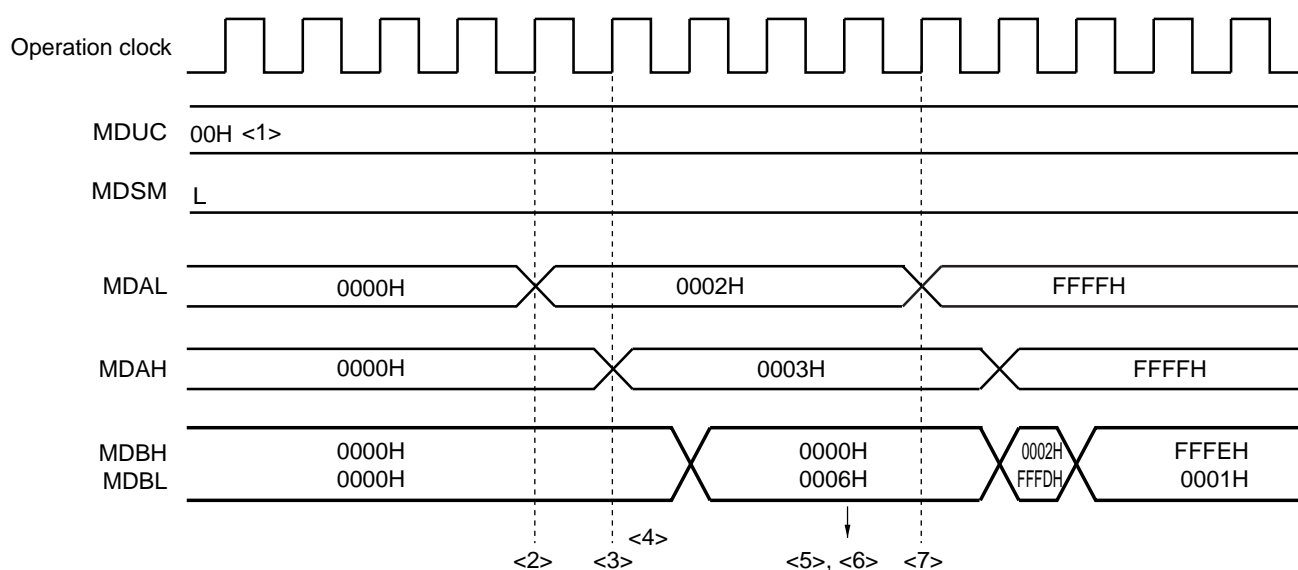 Operation clock
MDUC 00H <1>
MDSM L
MDAL 0000H 0002H FFFFH
MDAH 0000H 0003H FFFFH
MDBH 0000H 0000H 0002H FFFEH
MDBL 0000H 0006H FFFDH 0001H
<4>
<2> <3> <5>, <6> <7>